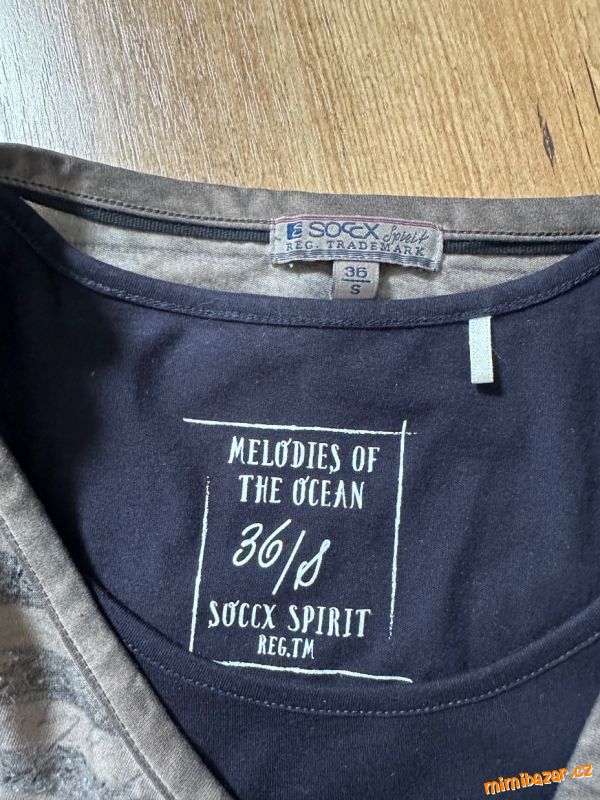 SOCCX Spirit
REG. TRADEMARK
36
S
MELODIES OF
THE OCEAN
36/S
SOCCX SPIRIT
REG.TM
mimibazar.cz